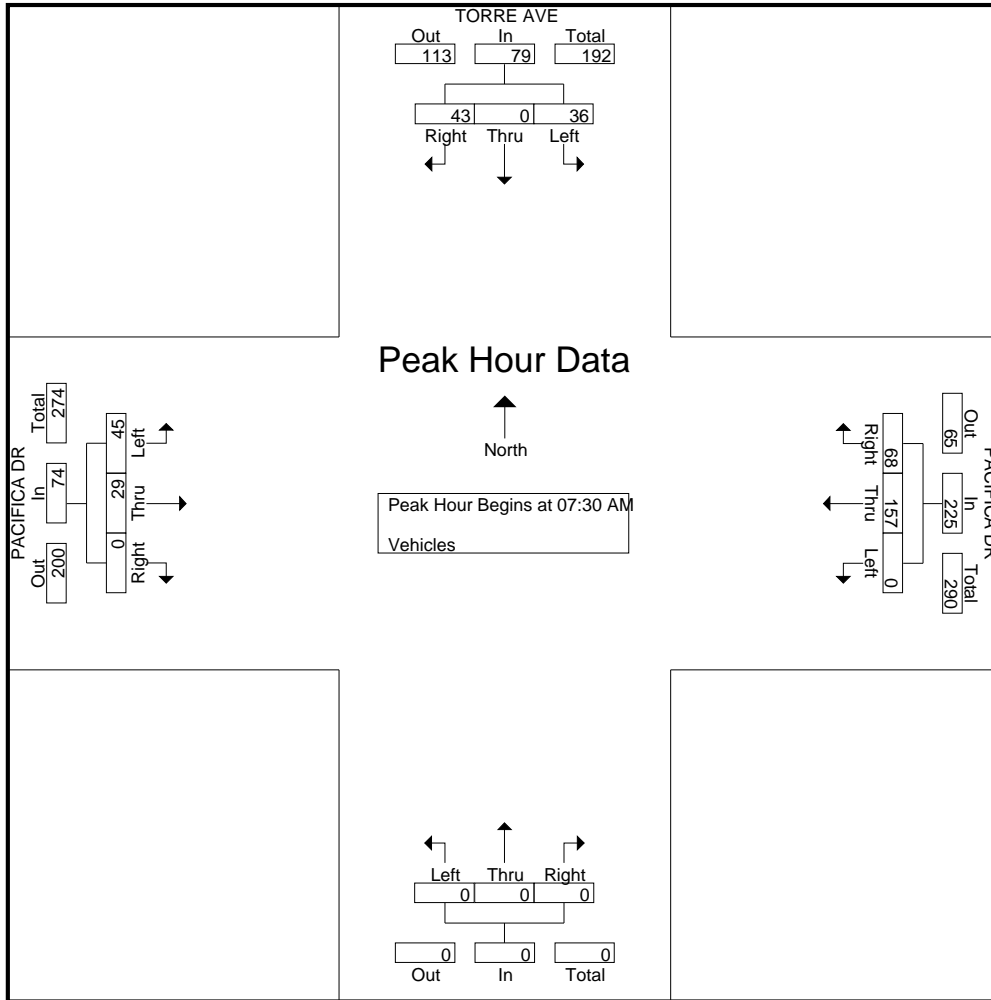 TORRE AVE
Out In Total
113 79 192
43 0 36
Right Thru Left
Peak Hour Data
North
Peak Hour Begins at 07:30 AM
Vehicles
PACIFICA DR
Out In Total
200 74 274
Right Thru Left
0 29 45
PACIFICA DR
Out In Total
65 225 290
Right Thru Left
68 157 0
Left Thru Right
0 0 0
0 0 0
Out In Total